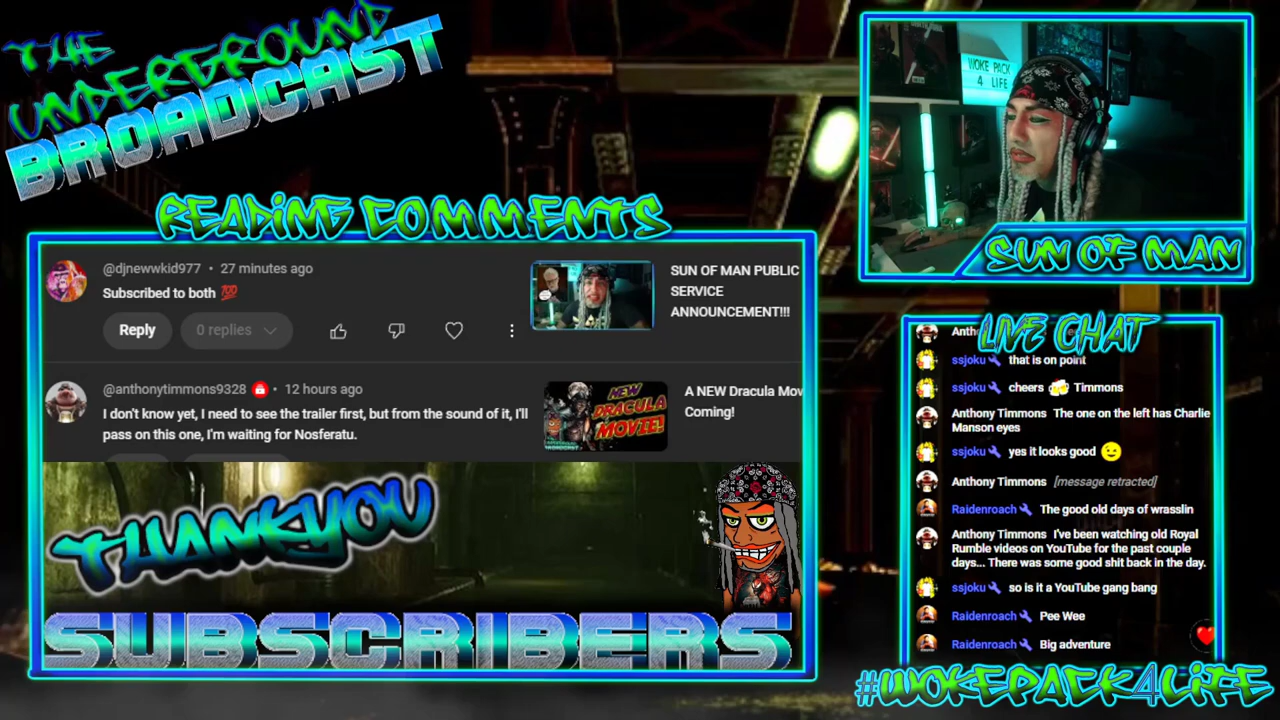 THE
UNDERGROUND
BROADCAST
READING COMMENTS
@djnewwkid977 • 27 minutes ago
Subscribed to both 💯
Reply
0 replies
SUN OF MAN PUBLIC
SERVICE
ANNOUNCEMENT!!!
@anthonytimmons9328 • 12 hours ago
I don't know yet, I need to see the trailer first, but from the sound of it, I'll
pass on this one, I'm waiting for Nosferatu.
NEW
DRACULA
MOVIE!
A NEW Dracula Mov
Coming!
THANKYOU
SUBSCRIBERS
WOKE PACK
4 LIFE
SUN OF MAN
LIVE CHAT
Anth
ssjoku that is on point
ssjoku cheers 🍻 Timmons
Anthony Timmons The one on the left has Charlie
Manson eyes
ssjoku yes it looks good 😉
Anthony Timmons [message retracted]
Raidenroach The good old days of wrasslin
Anthony Timmons I've been watching old Royal
Rumble videos on YouTube for the past couple
days... There was some good shit back in the day.
ssjoku so is it a YouTube gang bang
Raidenroach Pee Wee
Raidenroach Big adventure
#WOKEPACK4LIFE